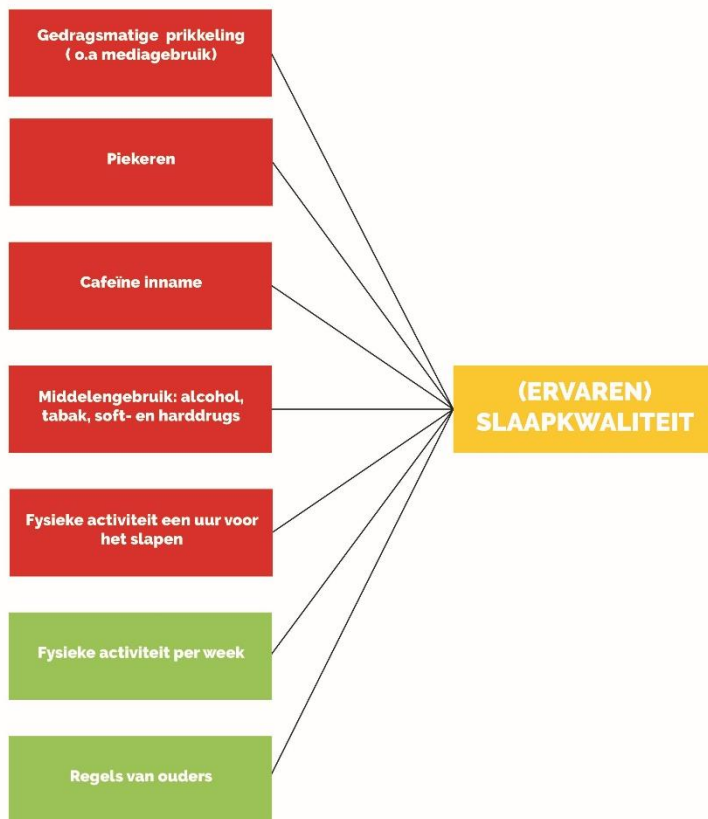 Gedragsmatige prikkeling
( o.a mediagebruik)
Piekeren
Cafeïne inname
Middelengebruik: alcohol,
tabak, soft- en harddrugs
Fysieke activiteit een uur voor
het slapen
Fysieke activiteit per week
Regels van ouders
(ERVAREN)
SLAAPKWALITEIT